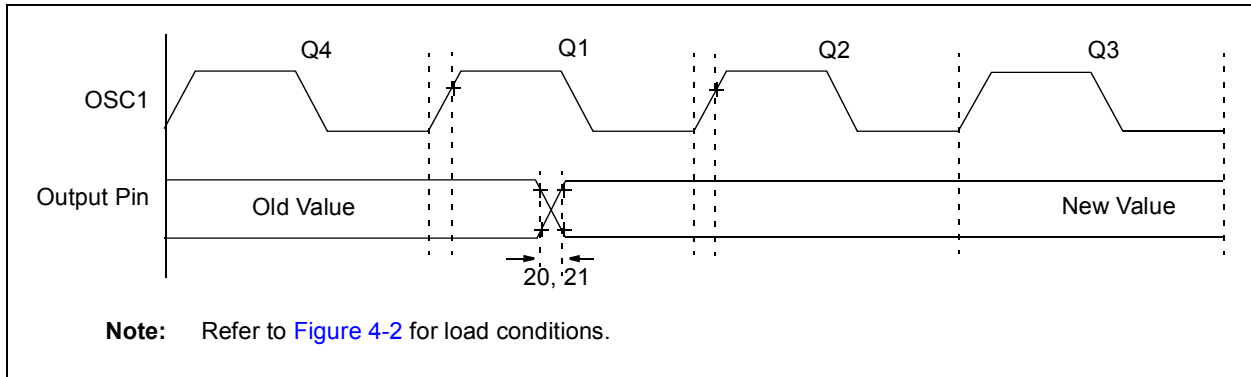 Q4 Q1 Q2 Q3
OSC1
Output Pin
Old Value
New Value
20, 21
Note: Refer to Figure 4-2 for load conditions.